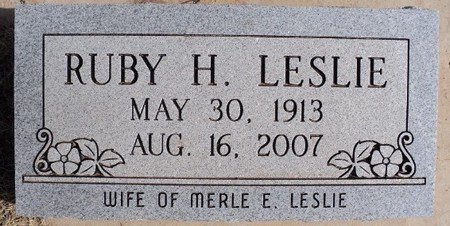 RUBY H. LESLIE
MAY 30, 1913
AUG. 16, 2007
WIFE OF MERLE E. LESLIE